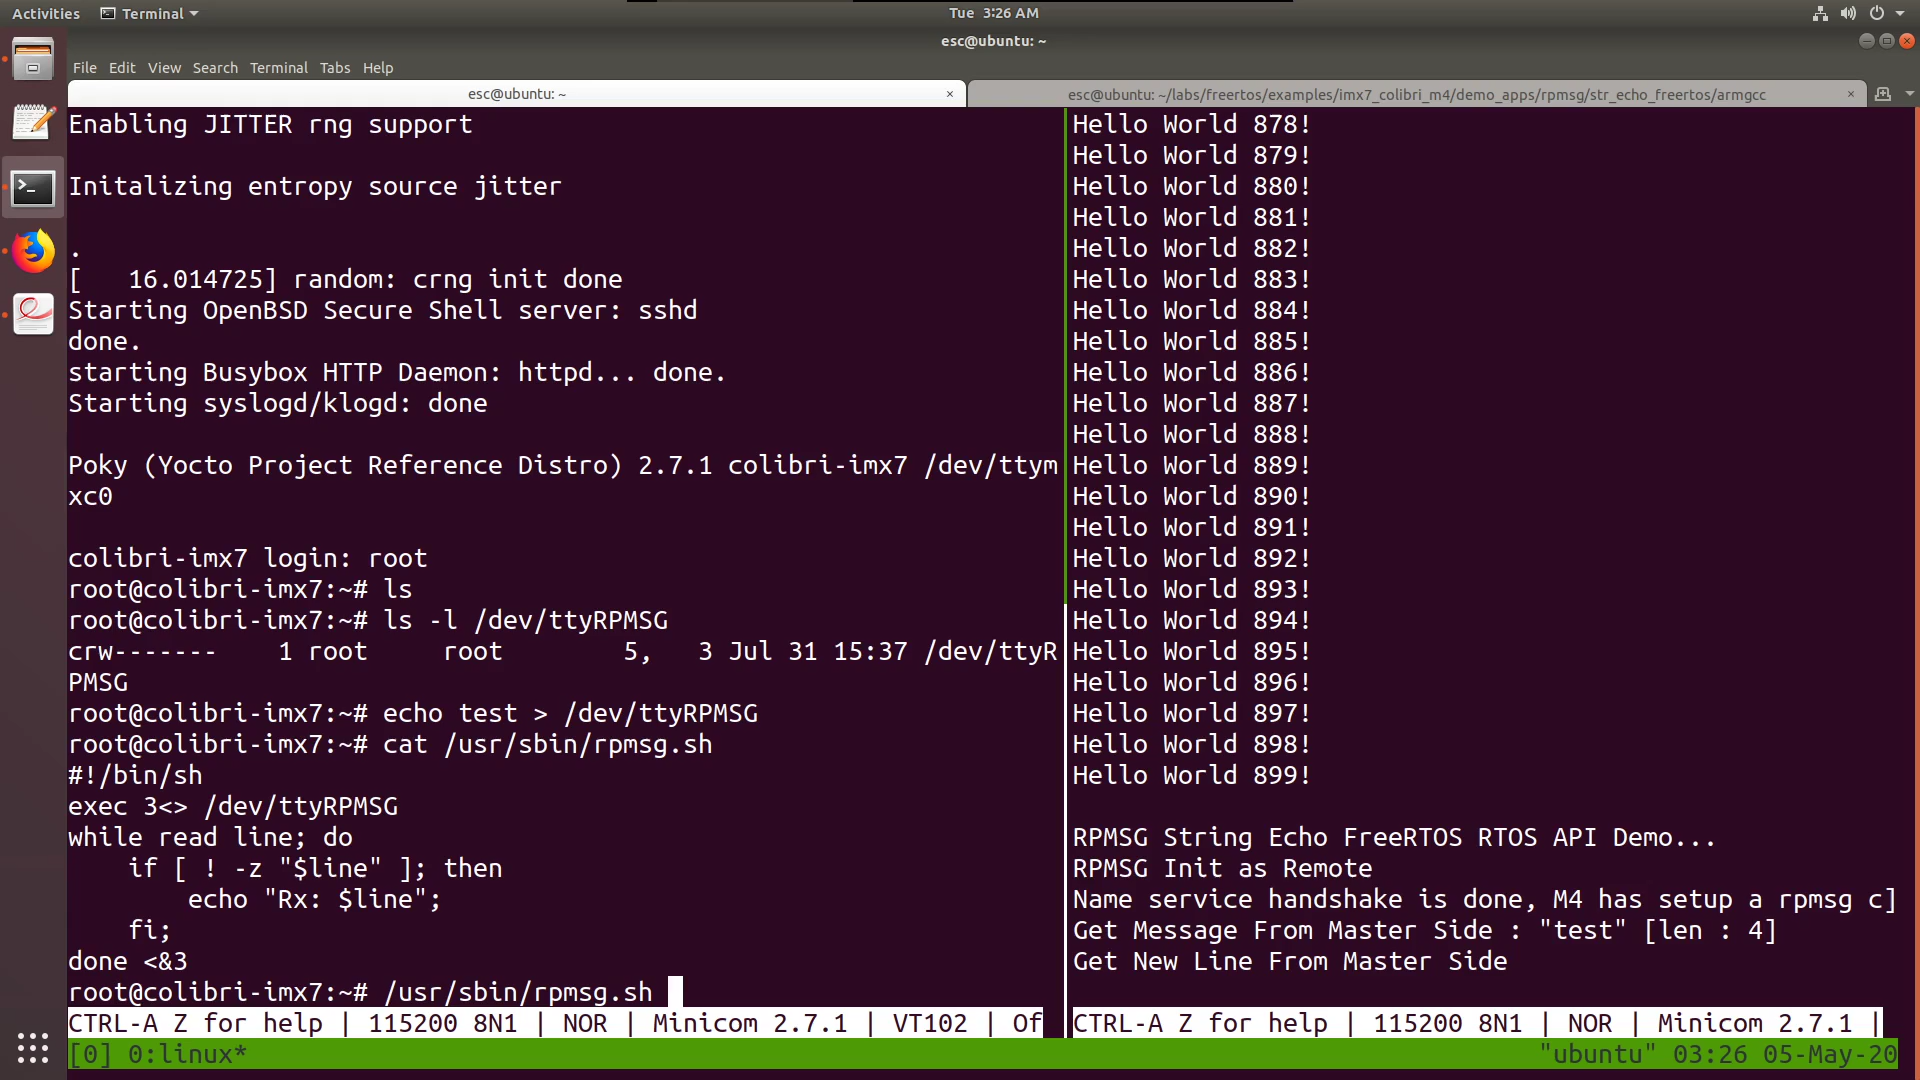 Activities Terminal Tue 3:26 AM
esc@ubuntu: ~
File Edit View Search Terminal Tabs Help
esc@ubuntu: ~ × esc@ubuntu: ~/labs/freertos/examples/imx7_colibri_m4/demo_apps/rpmsg/str_echo_freertos/armgcc ×
Enabling JITTER rng support
Initalizing entropy source jitter
.
[   16.014725] random: crng init done
Starting OpenBSD Secure Shell server: sshd
done.
starting Busybox HTTP Daemon: httpd... done.
Starting syslogd/klogd: done
Poky (Yocto Project Reference Distro) 2.7.1 colibri-imx7 /dev/ttym
xc0
colibri-imx7 login: root
root@colibri-imx7:~# ls
root@colibri-imx7:~# ls -l /dev/ttyRPMSG
crw-------    1 root     root        5,   3 Jul 31 15:37 /dev/ttyR
PMSG
root@colibri-imx7:~# echo test > /dev/ttyRPMSG
root@colibri-imx7:~# cat /usr/sbin/rpmsg.sh
#!/bin/sh
exec 3<> /dev/ttyRPMSG
while read line; do
    if [ ! -z "$line" ]; then
        echo "Rx: $line";
    fi;
done <&3
root@colibri-imx7:~# /usr/sbin/rpmsg.sh
CTRL-A Z for help | 115200 8N1 | NOR | Minicom 2.7.1 | VT102 | Of
Hello World 878!
Hello World 879!
Hello World 880!
Hello World 881!
Hello World 882!
Hello World 883!
Hello World 884!
Hello World 885!
Hello World 886!
Hello World 887!
Hello World 888!
Hello World 889!
Hello World 890!
Hello World 891!
Hello World 892!
Hello World 893!
Hello World 894!
Hello World 895!
Hello World 896!
Hello World 897!
Hello World 898!
Hello World 899!
RPMSG String Echo FreeRTOS RTOS API Demo...
RPMSG Init as Remote
Name service handshake is done, M4 has setup a rpmsg c]
Get Message From Master Side : "test" [len : 4]
Get New Line From Master Side
CTRL-A Z for help | 115200 8N1 | NOR | Minicom 2.7.1 |
[0] 0:linux* "ubuntu" 03:26 05-May-20